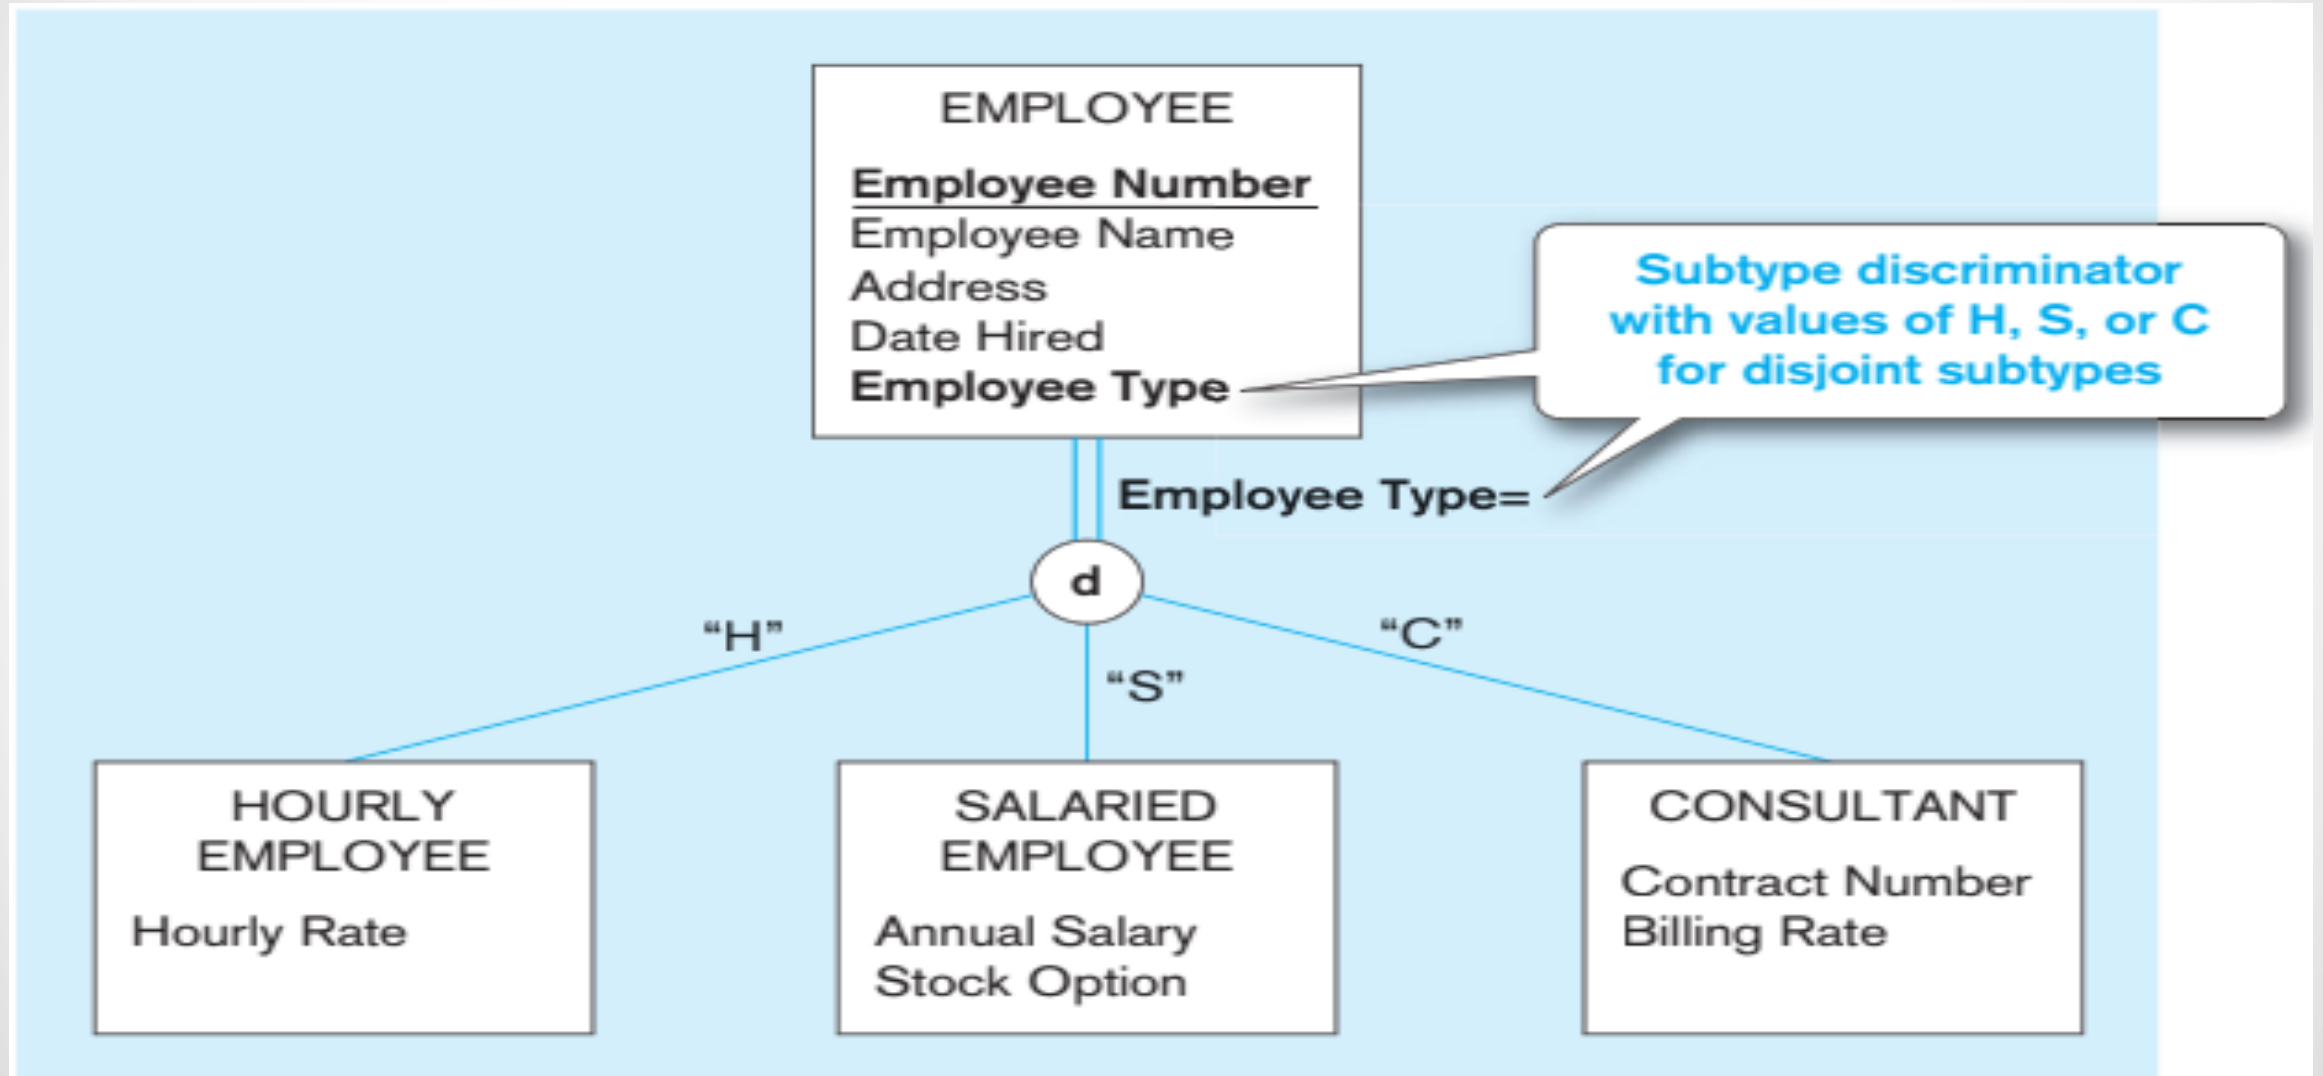 EMPLOYEE
Employee Number
Employee Name
Address
Date Hired
Employee Type
Subtype discriminator
with values of H, S, or C
for disjoint subtypes
Employee Type=
d
“H”
“S”
“C”
HOURLY
EMPLOYEE
Hourly Rate
SALARIED
EMPLOYEE
Annual Salary
Stock Option
CONSULTANT
Contract Number
Billing Rate